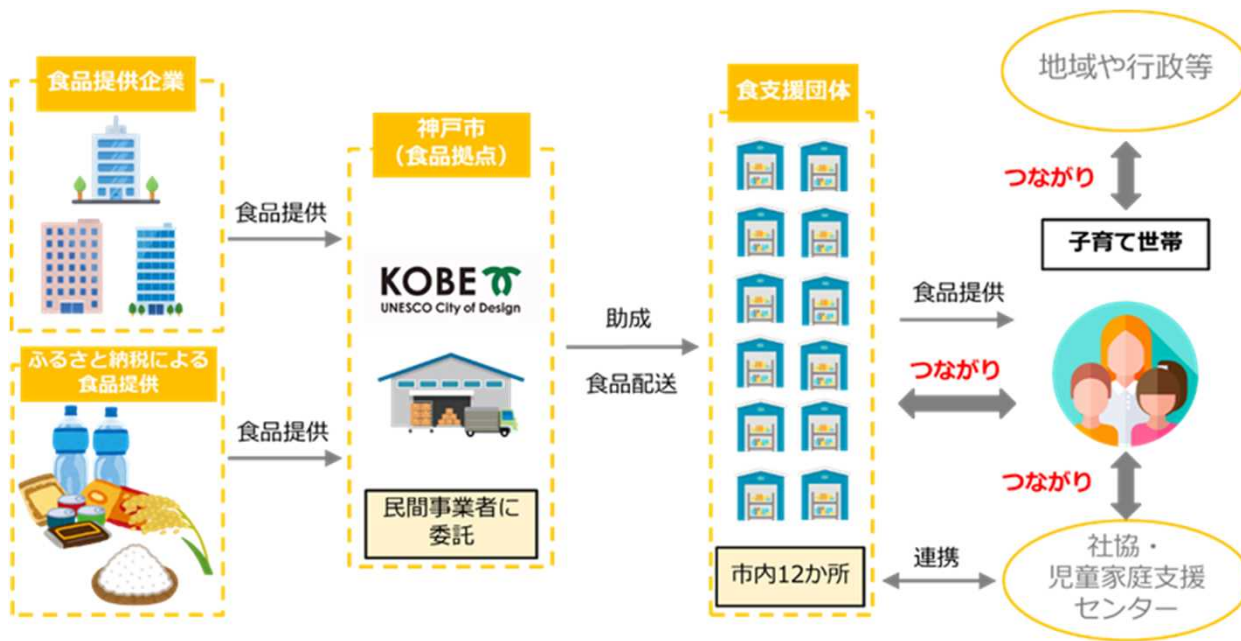 食品提供企業
ふるさと納税による
食品提供
食品提供
食品提供
神戸市
（食品拠点）
KOBE
UNESCO City of Design
民間事業者に
委託
助成
食品配送
食支援団体
市内12か所
食品提供
つながり
連携
地域や行政等
つながり
子育て世帯
つながり
社協・
児童家庭支援
センター